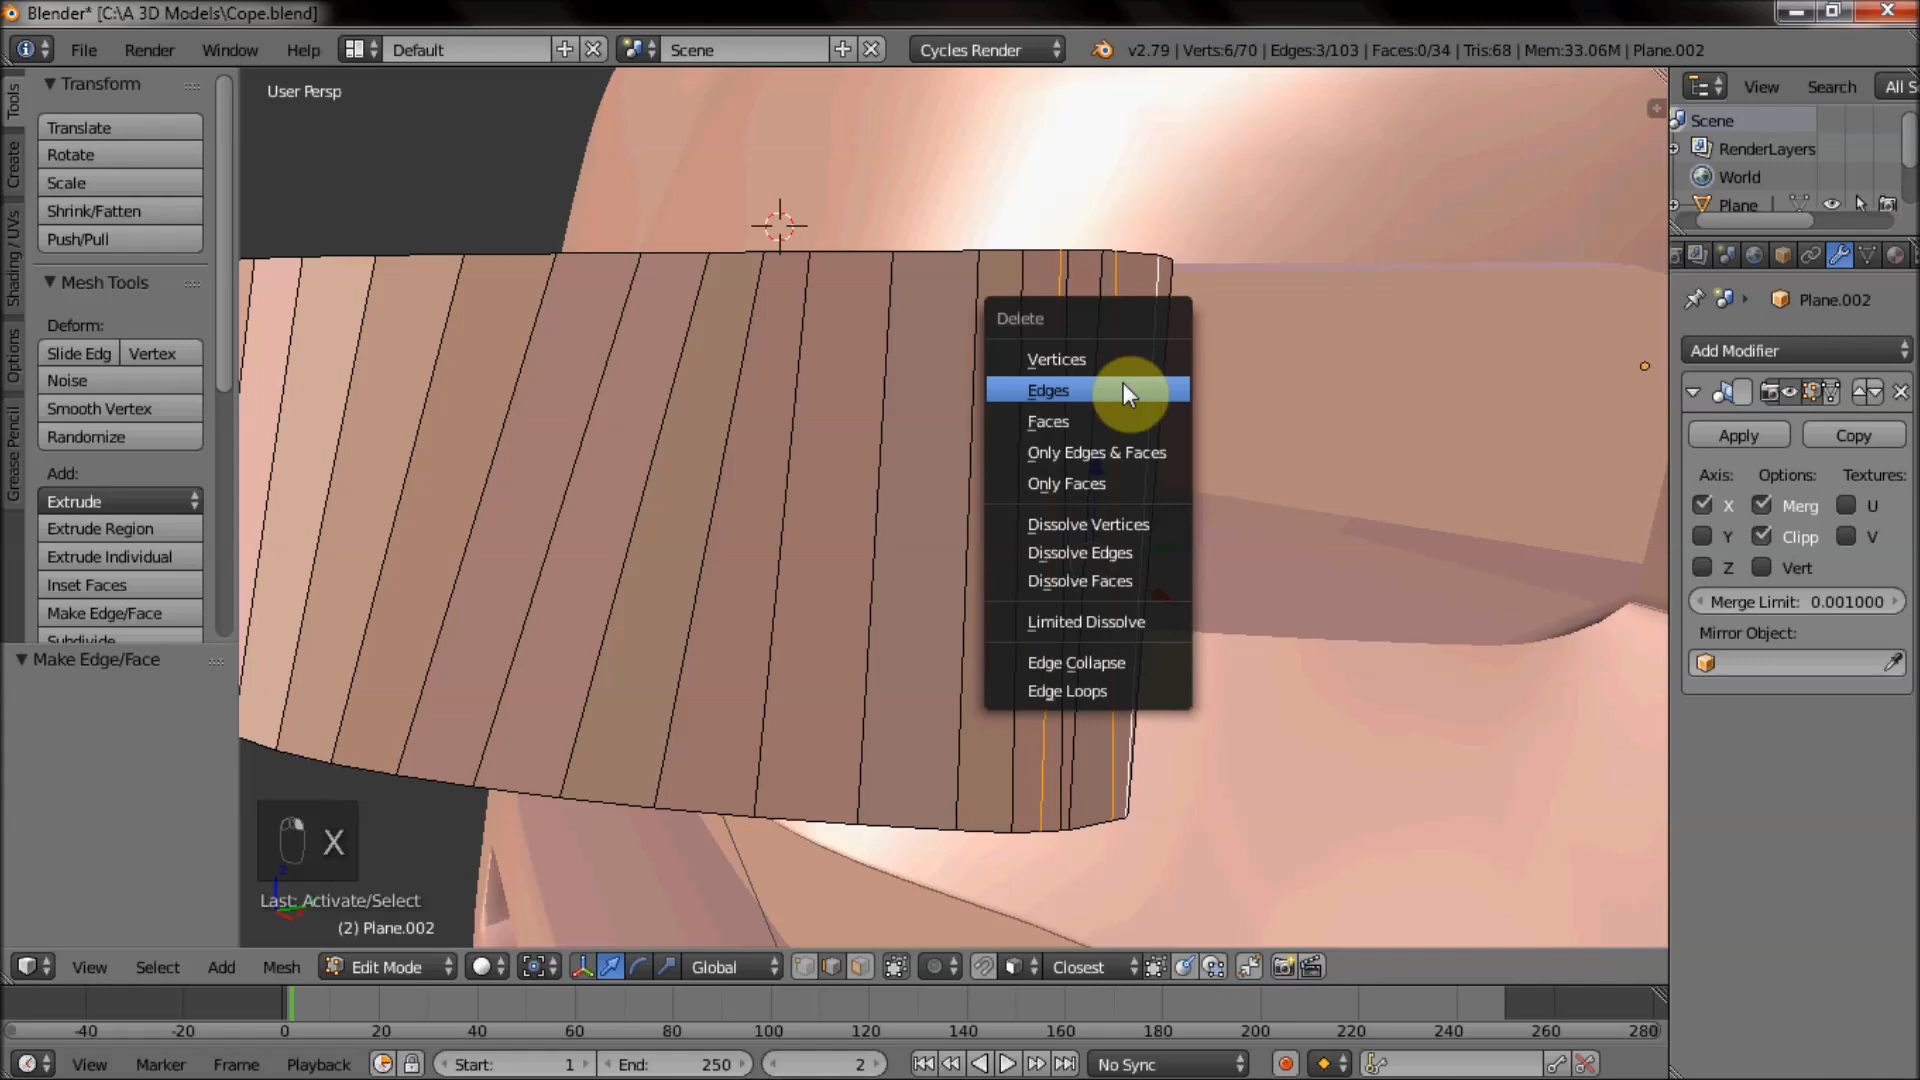 Blender* [C:\A 3D Models\Cope.blend]
File Render Window Help Default Scene Cycles Render v2.79 | Verts:6/70 | Edges:3/103 | Faces:0/34 | Tris:68 | Mem:33.06M | Plane.002
Tools
Create
Shading / UVs
Options
Grease Pencil
Transform
Translate
Rotate
Scale
Shrink/Fatten
Push/Pull
Mesh Tools
Deform:
Slide Edg Vertex
Noise
Smooth Vertex
Randomize
Add:
Extrude
Extrude Region
Extrude Individual
Inset Faces
Make Edge/Face
Subdivide
Make Edge/Face
User Persp
Delete
Vertices
Edges
Faces
Only Edges & Faces
Only Faces
Dissolve Vertices
Dissolve Edges
Dissolve Faces
Limited Dissolve
Edge Collapse
Edge Loops
X
Last: Activate/Select
(2) Plane.002
View Search All S
Scene
RenderLayers
World
Plane
Plane.002
Add Modifier
Apply Copy
Axis: Options: Textures:
X Merg U
Y Clipp V
Z Vert
Merge Limit: 0.001000
Mirror Object:
View Select Add Mesh Edit Mode Global Closest
-40 -20 0 20 40 60 80 100 120 140 160 180 200 220 240 260 280
View Marker Frame Playback Start: 1 End: 250 2 No Sync